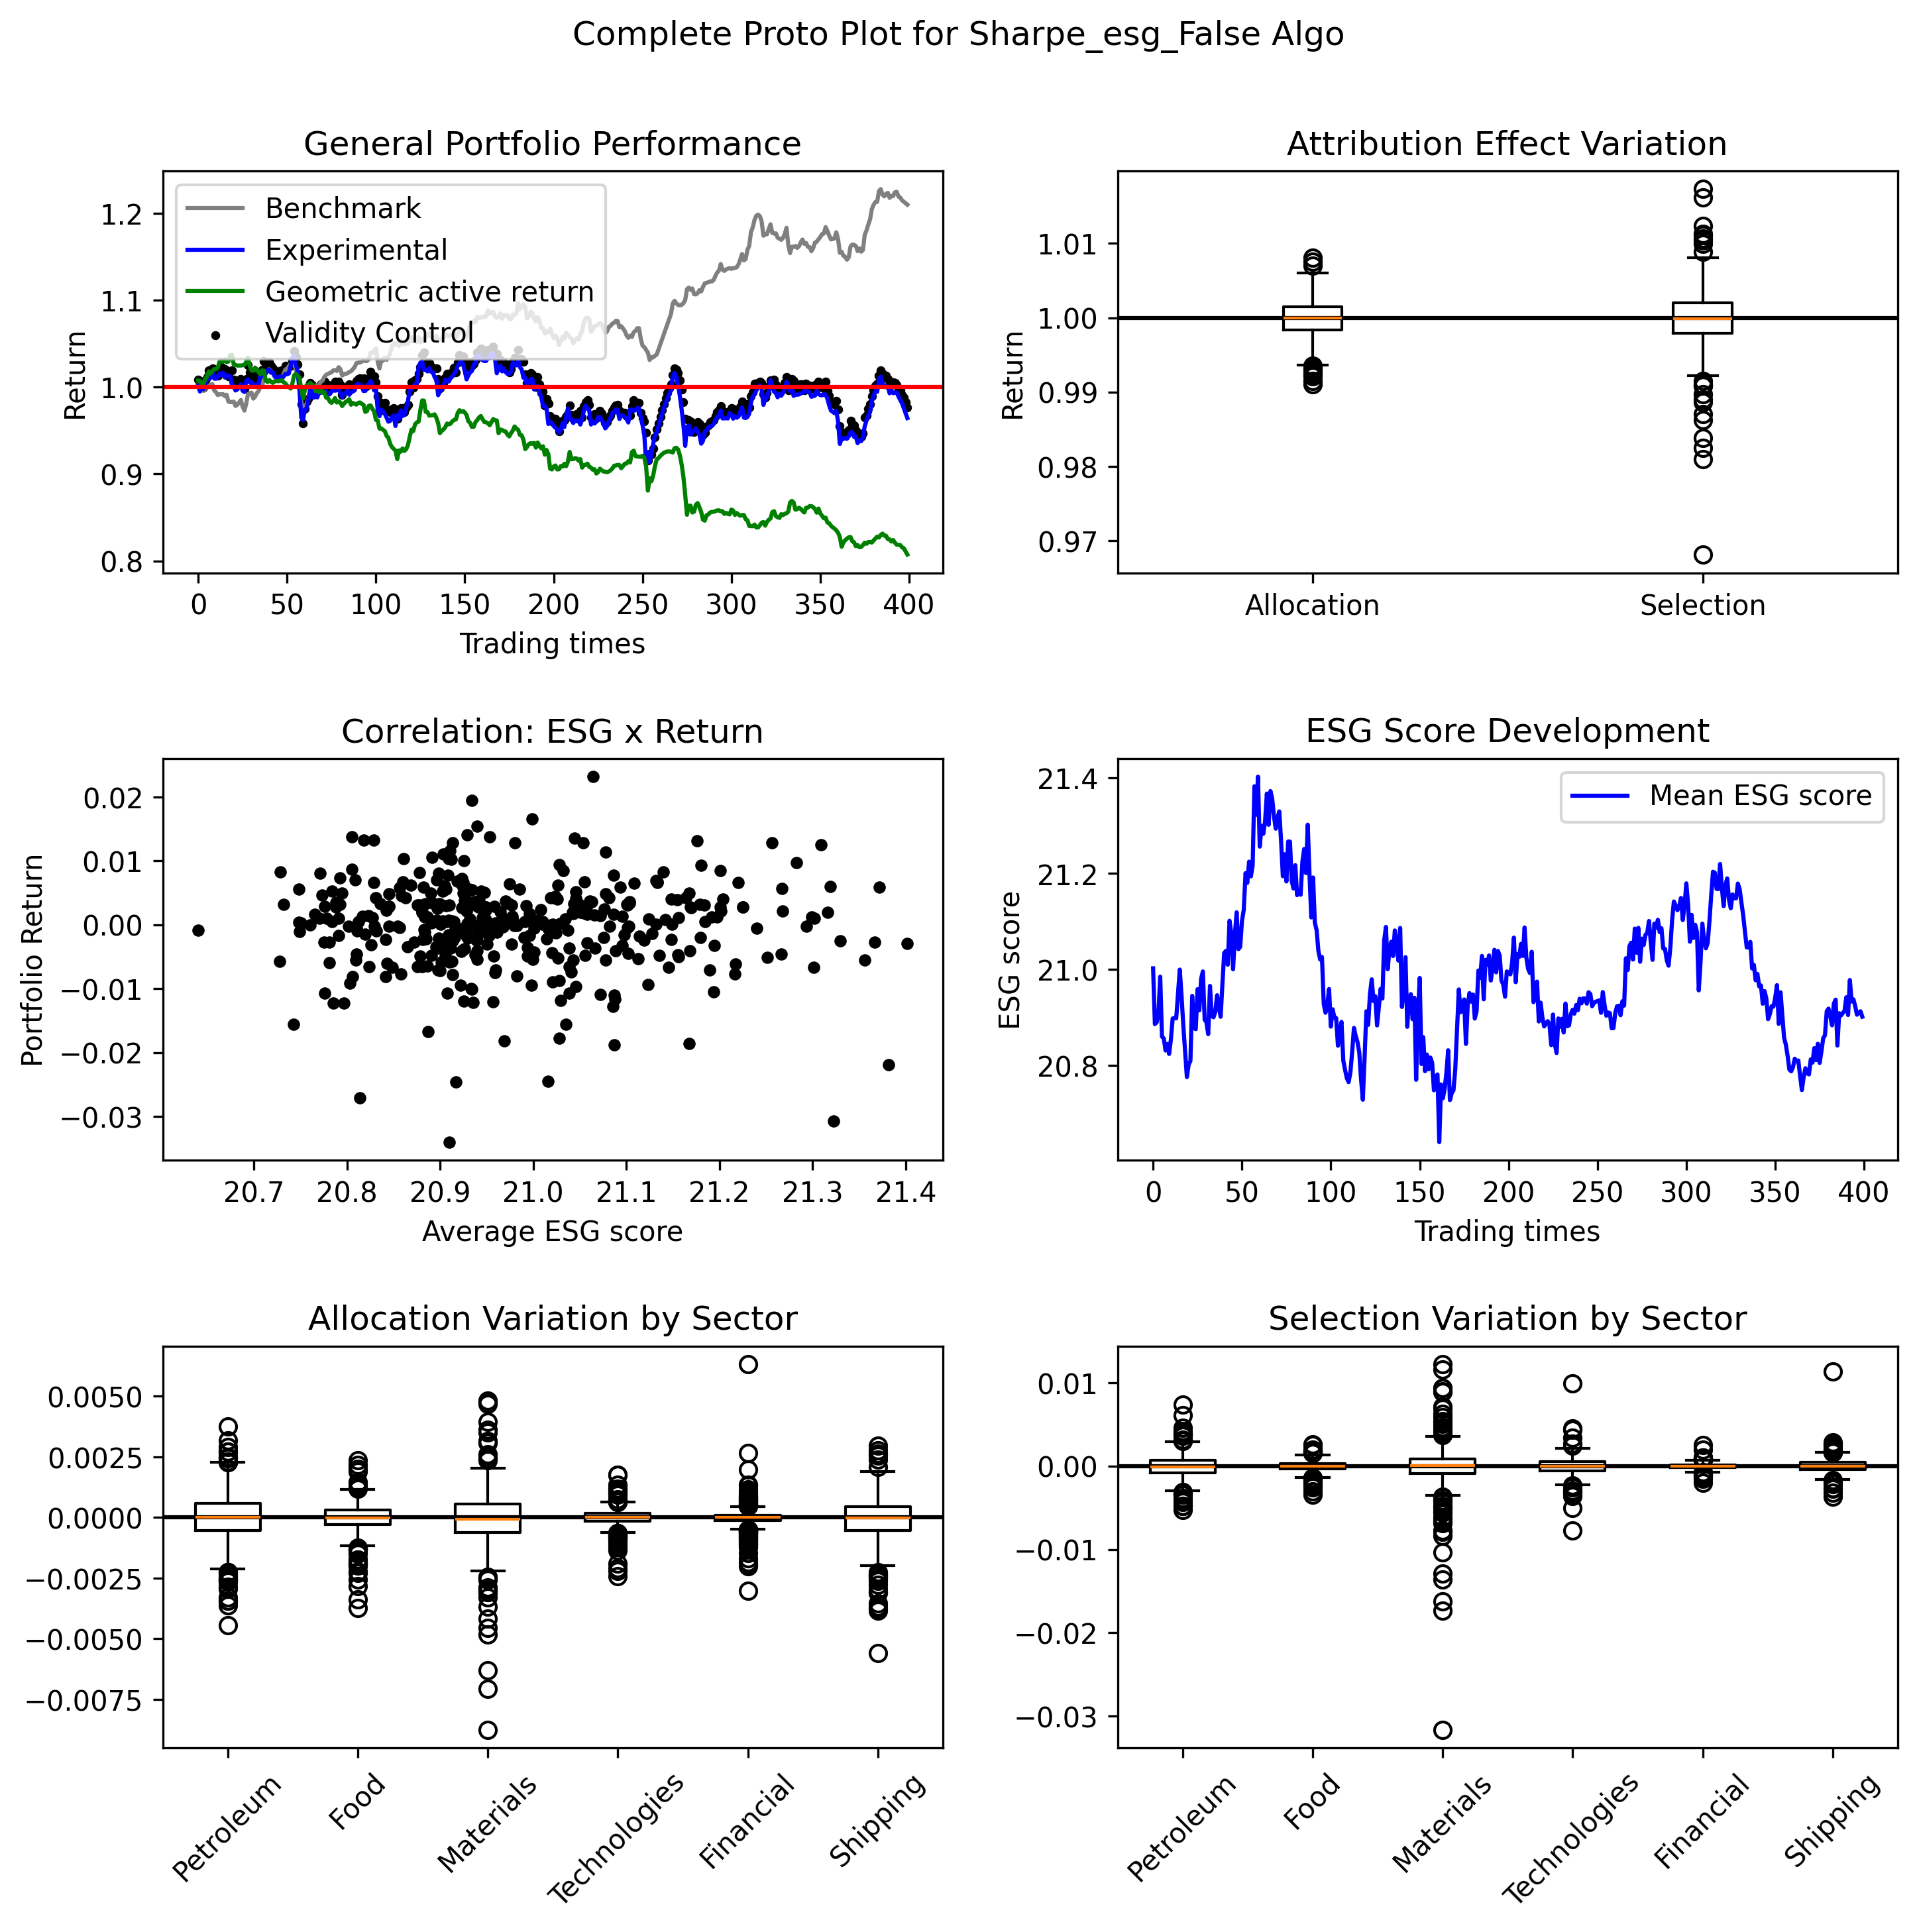 Complete Proto Plot for Sharpe_esg_False Algo
General Portfolio Performance
Return
1.2
1.1
1.0
0.9
0.8
Benchmark
Experimental
Geometric active return
Validity Control
0 50 100 150 200 250 300 350 400
Trading times
Attribution Effect Variation
Return
1.01
1.00
0.99
0.98
0.97
Allocation Selection
Correlation: ESG x Return
Portfolio Return
0.02
0.01
0.00
−0.01
−0.02
−0.03
20.7 20.8 20.9 21.0 21.1 21.2 21.3 21.4
Average ESG score
ESG Score Development
ESG score
21.4
21.2
21.0
20.8
Mean ESG score
0 50 100 150 200 250 300 350 400
Trading times
Allocation Variation by Sector
0.0050
0.0025
0.0000
−0.0025
−0.0050
−0.0075
Petroleum Food Materials Technologies Financial Shipping
Selection Variation by Sector
0.01
0.00
−0.01
−0.02
−0.03
Petroleum Food Materials Technologies Financial Shipping